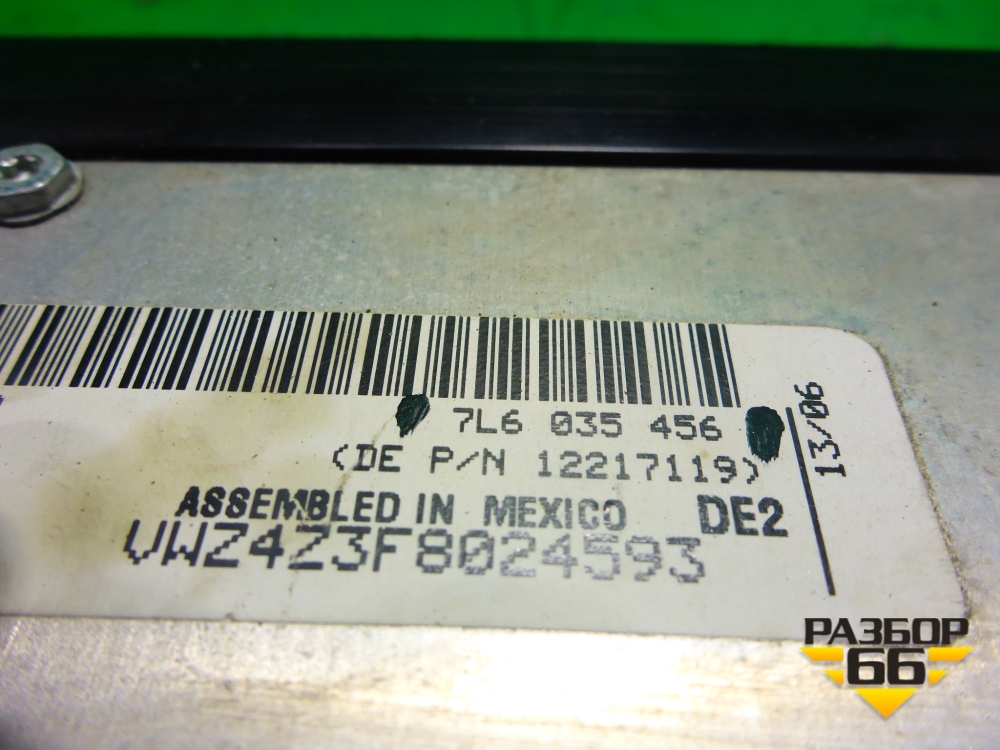 7L6 035 456
(DE P/N 12217119)
ASSEMBLED IN MEXICO DE2
VWZ4Z3F8024593
13/06
РАЗБОР
66